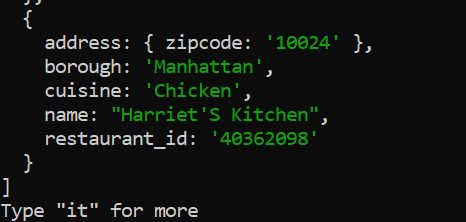 },
{
address: { zipcode: '10024' },
borough: 'Manhattan',
cuisine: 'Chicken',
name: "Harriet'S Kitchen",
restaurant_id: '40362098'
}
]
Type "it" for more